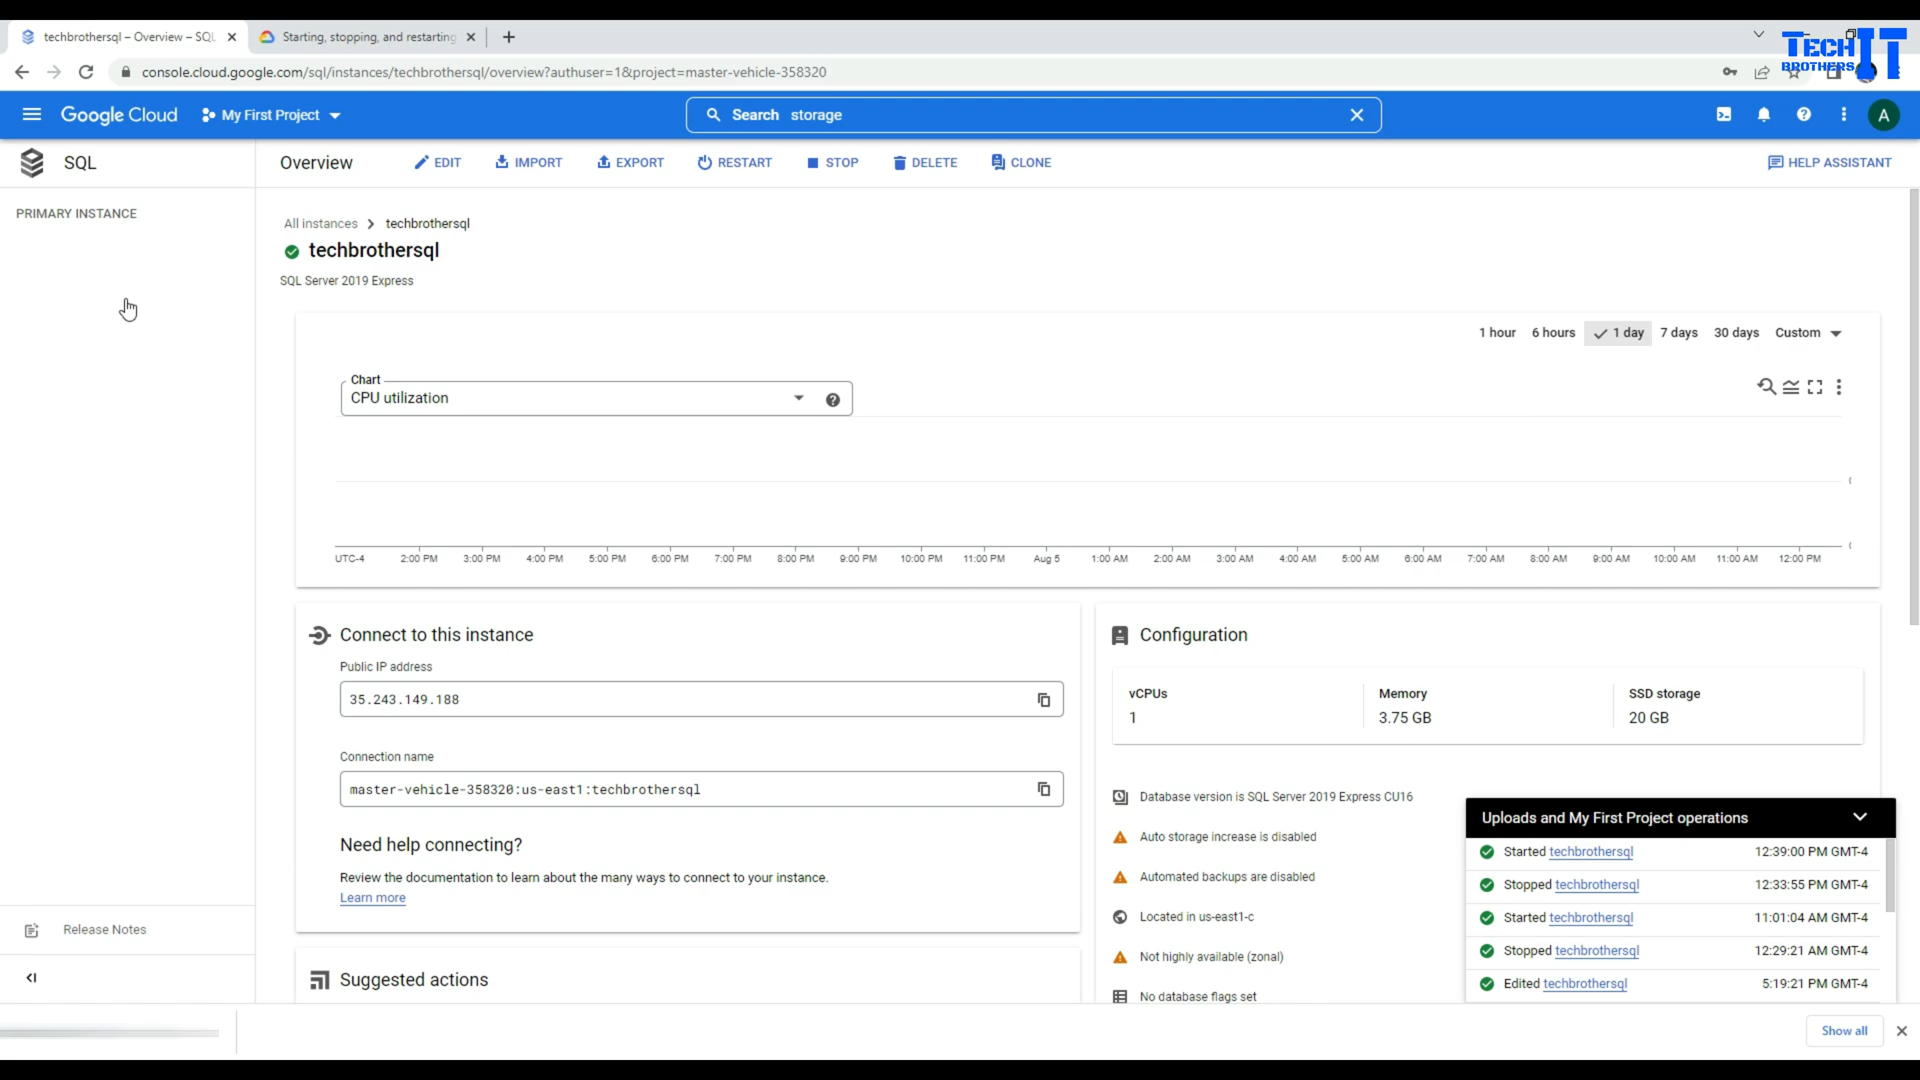 techbrothersql – Overview – SQL
Starting, stopping, and restarting
TECH IT
BROTHERS
console.cloud.google.com/sql/instances/techbrothersql/overview?authuser=1&project=master-vehicle-358320
Google Cloud
My First Project
Search storage
A
SQL
Overview
EDIT
IMPORT
EXPORT
RESTART
STOP
DELETE
CLONE
HELP ASSISTANT
PRIMARY INSTANCE
All instances > techbrothersql
techbrothersql
SQL Server 2019 Express
1 hour
6 hours
1 day
7 days
30 days
Custom
Chart
CPU utilization
UTC-4 2:00 PM 3:00 PM 4:00 PM 5:00 PM 6:00 PM 7:00 PM 8:00 PM 9:00 PM 10:00 PM 11:00 PM Aug 5 1:00 AM 2:00 AM 3:00 AM 4:00 AM 5:00 AM 6:00 AM 7:00 AM 8:00 AM 9:00 AM 10:00 AM 11:00 AM 12:00 PM
Connect to this instance
Public IP address
35.243.149.188
Connection name
master-vehicle-358320:us-east1:techbrothersql
Need help connecting?
Review the documentation to learn about the many ways to connect to your instance.
Learn more
Suggested actions
Configuration
vCPUs
1
Memory
3.75 GB
SSD storage
20 GB
Database version is SQL Server 2019 Express CU16
Auto storage increase is disabled
Automated backups are disabled
Located in us-east1-c
Not highly available (zonal)
No database flags set
Uploads and My First Project operations
Started techbrothersql 12:39:00 PM GMT-4
Stopped techbrothersql 12:33:55 PM GMT-4
Started techbrothersql 11:01:04 AM GMT-4
Stopped techbrothersql 12:29:21 AM GMT-4
Edited techbrothersql 5:19:21 PM GMT-4
Release Notes
Show all